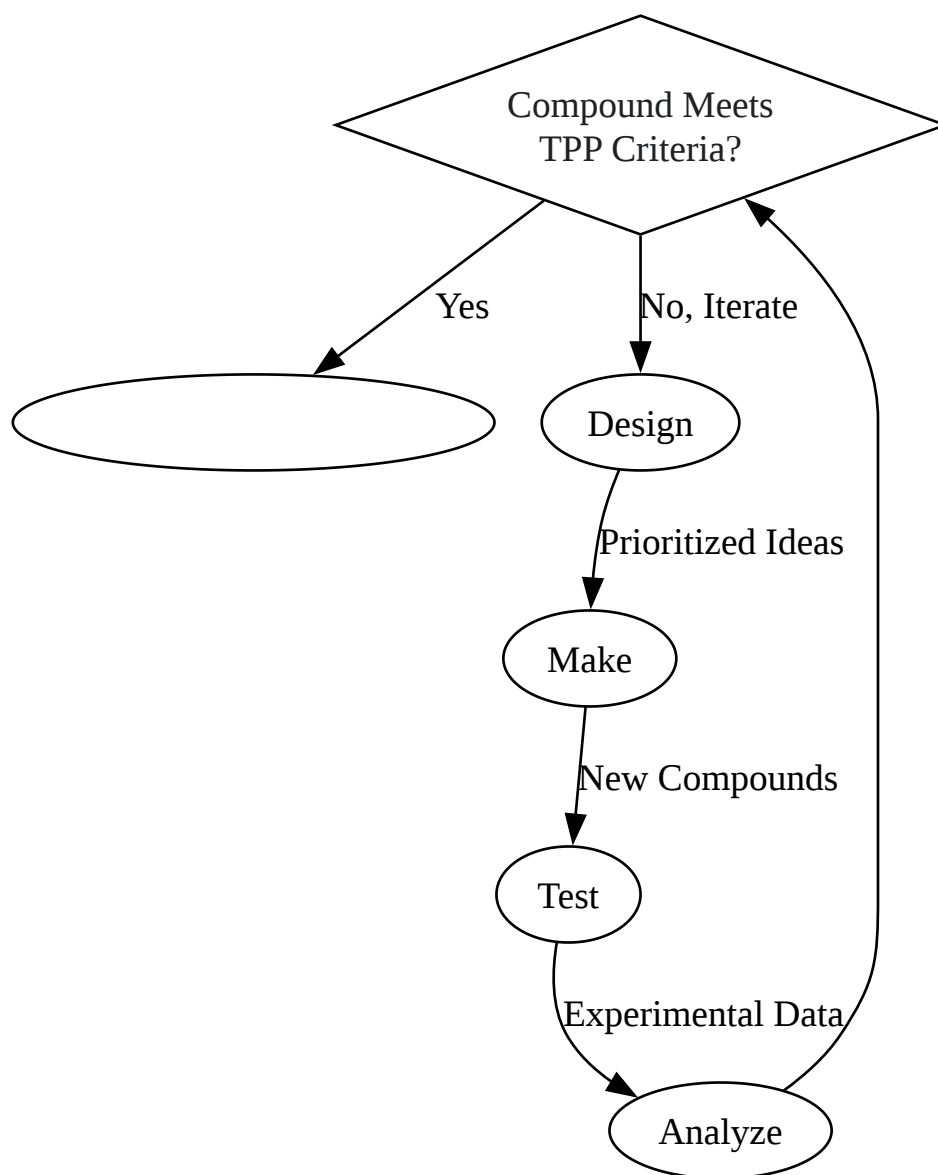 Compound Meets
TPP Criteria?
Yes
No, Iterate
Design
Prioritized Ideas
Make
New Compounds
Test
Experimental Data
Analyze